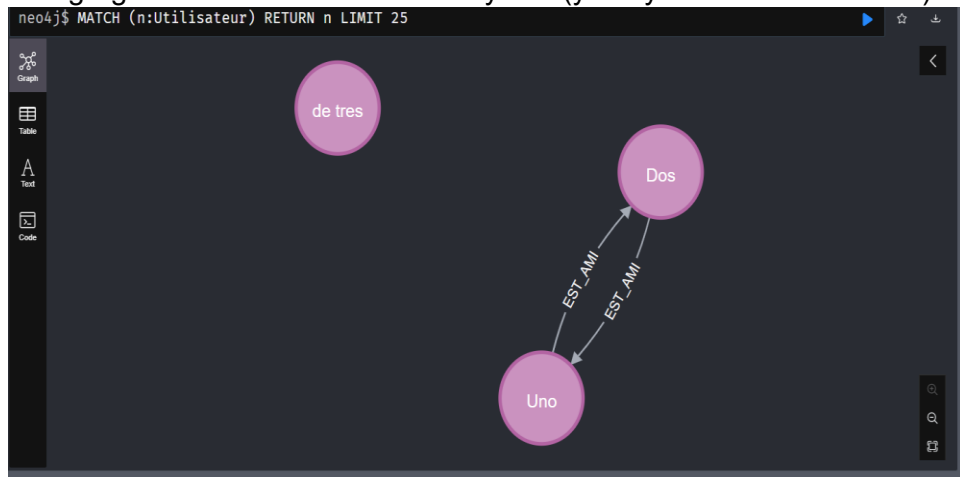 neo4j$ MATCH (n:Utilisateur) RETURN n LIMIT 25
Graph
Table
A
Text
Code
de tres
Dos
EST_AMI
EST_AMI
Uno